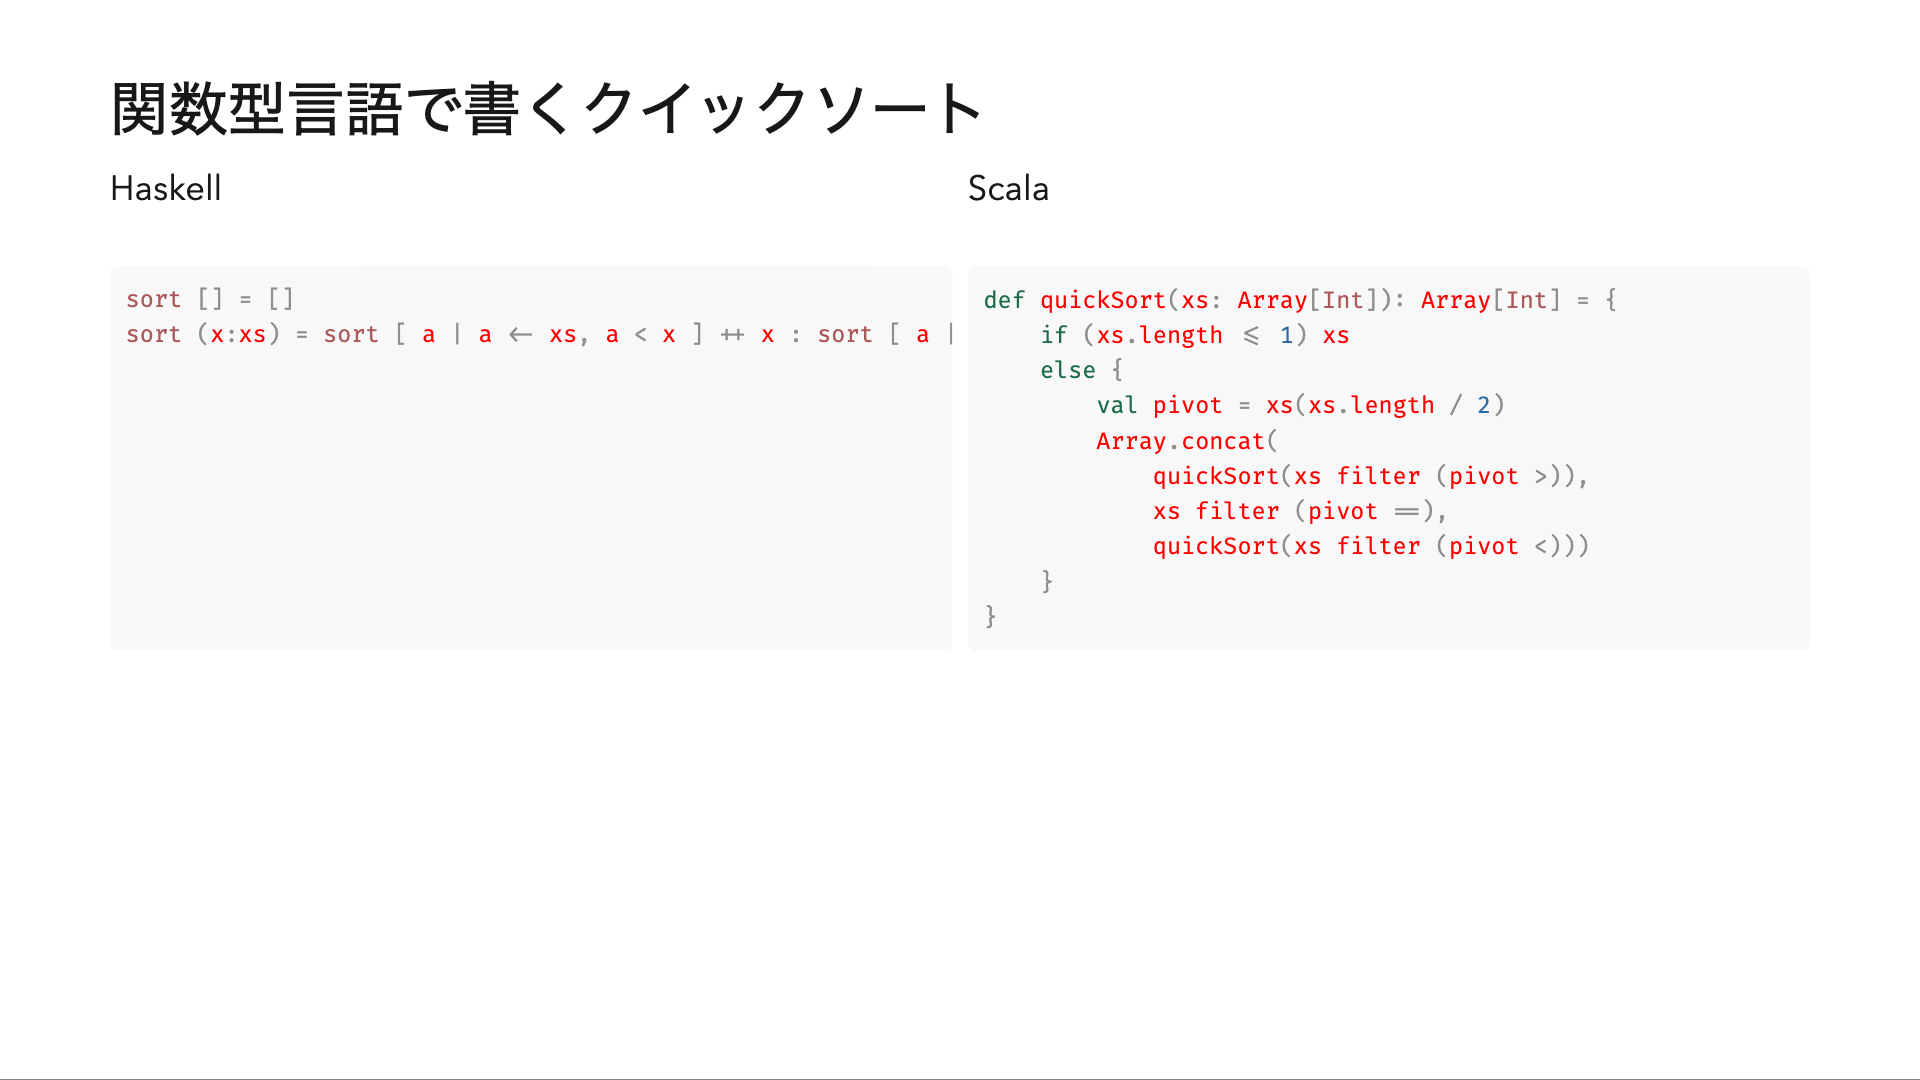 関数型言語で書くクイックソート
Haskell
sort [] = []
sort (x:xs) = sort [ a | a <- xs, a < x ] ++ x : sort [ a |
Scala
def quickSort(xs: Array[Int]): Array[Int] = {
    if (xs.length <= 1) xs
    else {
        val pivot = xs(xs.length / 2)
        Array.concat(
            quickSort(xs filter (pivot >)),
            xs filter (pivot ==),
            quickSort(xs filter (pivot <)))
    }
}